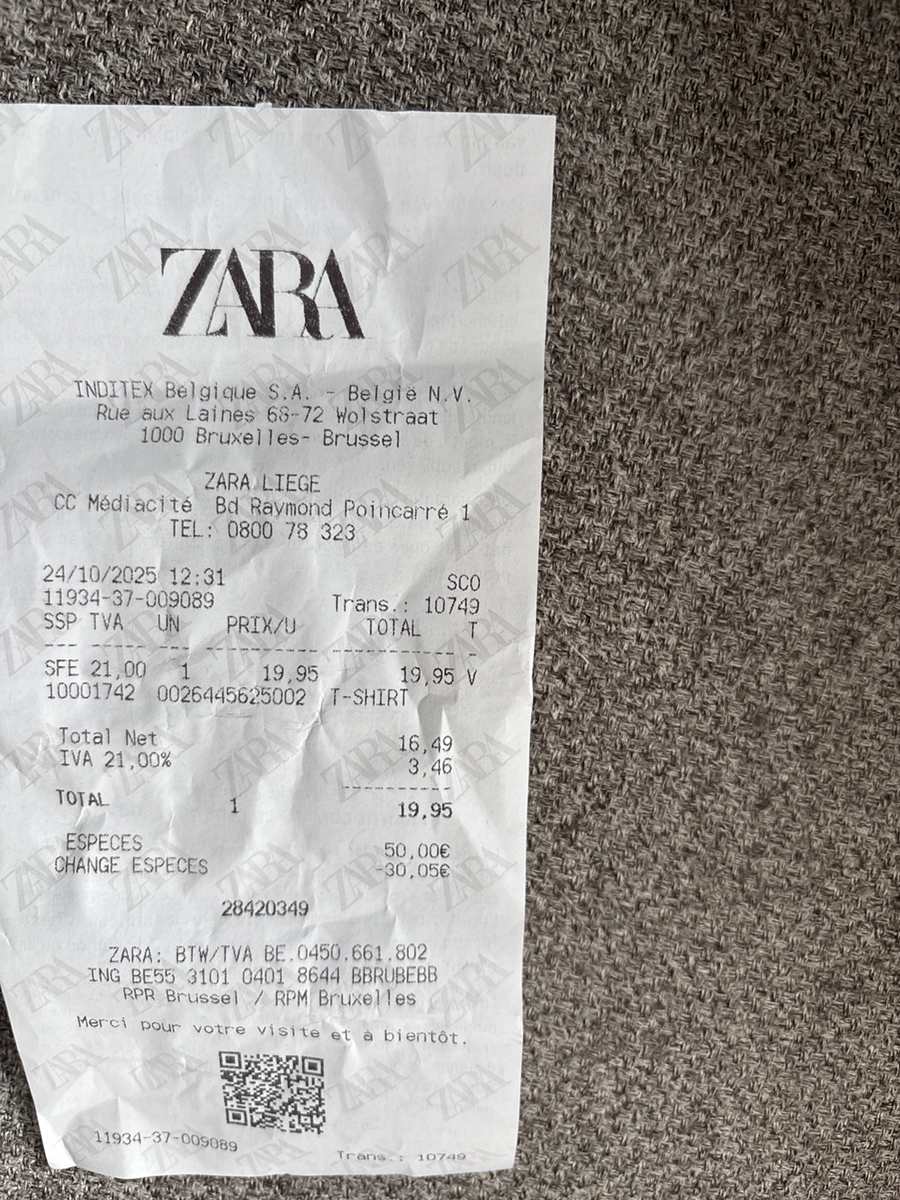 ZARA
INDITEX Belgique S.A. - België N.V.
Rue aux Laines 68-72 Wolstraat
1000 Bruxelles- Brussel
ZARA LIEGE
CC Médiacité Bd Raymond Poincarré 1
TEL: 0800 78 323
24/10/2025 12:31 SCO
11934-37-009089 Trans.: 10749
SSP TVA UN PRIX/U TOTAL T
SFE 21,00 1 19,95 19,95 V
10001742 0026445625002 T-SHIRT
Total Net 16,49
IVA 21,00% 3,46
TOTAL 1 19,95
ESPECES 50,00€
CHANGE ESPECES -30,05€
28420349
ZARA: BTW/TVA BE.0450.661.802
ING BE55 3101 0401 8644 BBRUBEBB
RPR Brussel / RPM Bruxelles
Merci pour votre visite et à bientôt.
11934-37-009089 Trans.: 10749